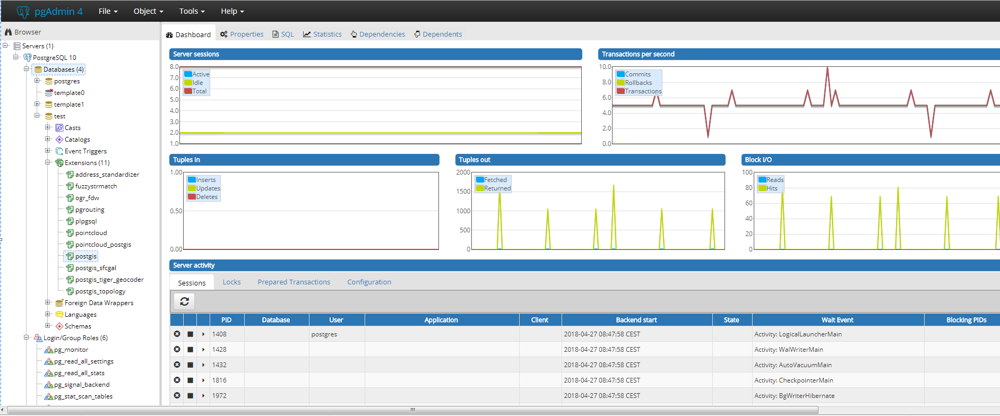 pgAdmin 4 File Object Tools Help
Browser
Servers (1)
PostgreSQL 10
Databases (4)
postgres
template0
template1
test
Casts
Catalogs
Event Triggers
Extensions (11)
address_standardizer
fuzzystrmatch
ogr_fdw
pgrouting
plpgsql
pointcloud
pointcloud_postgis
postgis
postgis_sfcgal
postgis_tiger_geocoder
postgis_topology
Foreign Data Wrappers
Languages
Schemas
Login/Group Roles (6)
pg_monitor
pg_read_all_settings
pg_read_all_stats
pg_signal_backend
pg_stat_scan_tables
Dashboard Properties SQL Statistics Dependencies Dependents
Server sessions
8.0
7.0
6.0
5.0
4.0
3.0
2.0
1.0
Active
Idle
Total
Transactions per second
10.0
8.0
6.0
4.0
2.0
0.0
Commits
Rollbacks
Transactions
Tuples in
1.00
0.50
0.00
Inserts
Updates
Deletes
Tuples out
2000
1500
1000
500
0
Fetched
Returned
Block I/O
100
80
60
40
20
0
Reads
Hits
Server activity
Sessions Locks Prepared Transactions Configuration
PID Database User Application Client Backend start State Wait Event Blocking PIDs
1408 postgres 2018-04-27 08:47:58 CEST Activity: LogicalLauncherMain
1428 2018-04-27 08:47:58 CEST Activity: WalWriterMain
1432 2018-04-27 08:47:58 CEST Activity: AutoVacuumMain
1816 2018-04-27 08:47:58 CEST Activity: CheckpointerMain
1972 2018-04-27 08:47:58 CEST Activity: BgWriterHibernate